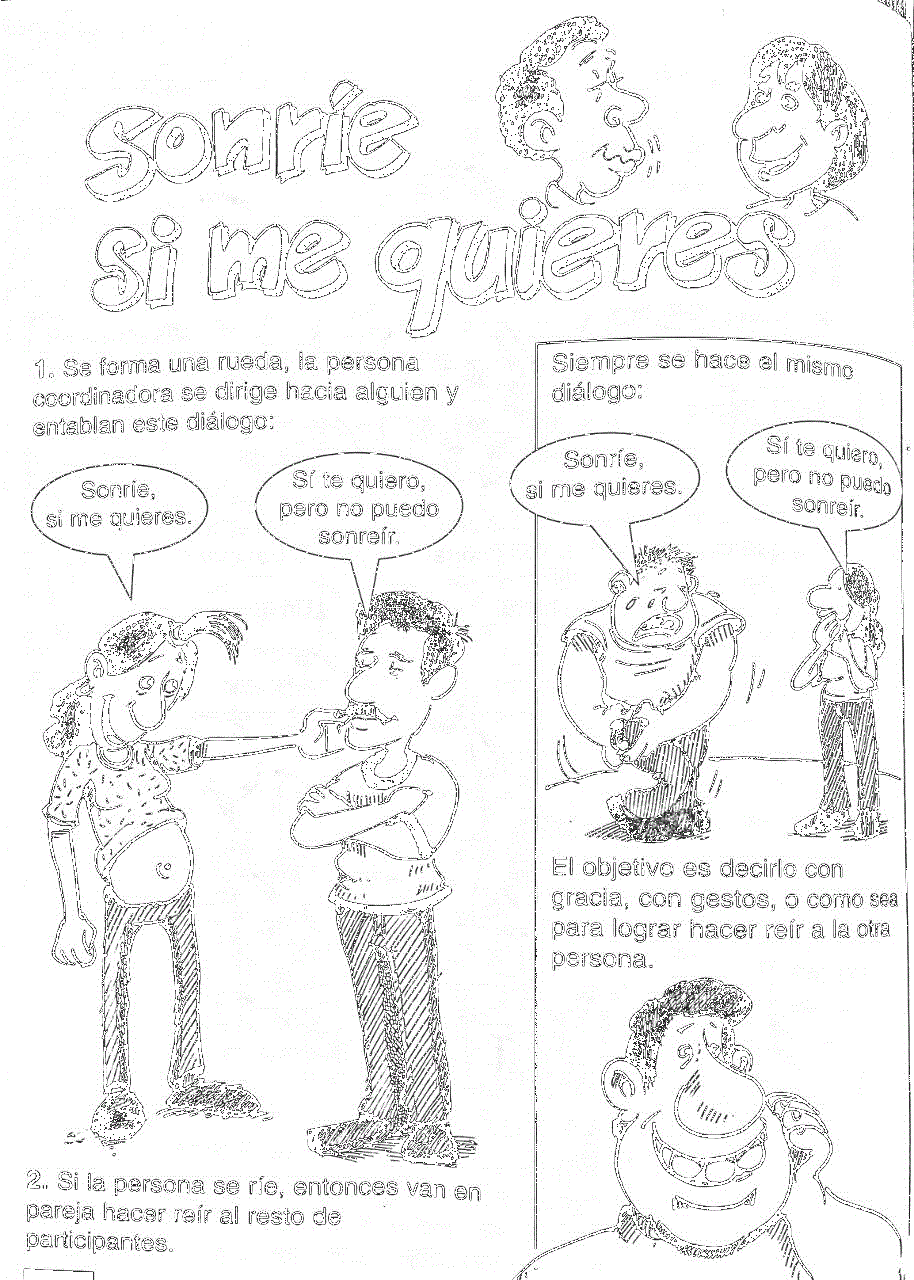 Sonríe
si me quieres
1. Se forma una rueda, la persona
coordinadora se dirige hacia alguien y
entablan este diálogo:
Sonríe,
si me quieres.
Sí te quiero,
pero no puedo
sonreír.
2. Si la persona se ríe, entonces van en
pareja hacer reír al resto de
participantes.
Siempre se hace el mismo
diálogo:
Sonríe,
si me quieres.
Sí te quiero,
pero no puedo
sonreír.
El objetivo es decirlo con
gracia, con gestos, o como sea
para lograr hacer reír a la otra
persona.